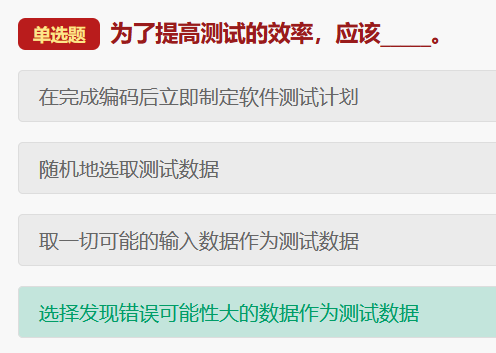 单选题 为了提高测试的效率，应该_____。
在完成编码后立即制定软件测试计划
随机地选取测试数据
取一切可能的输入数据作为测试数据
选择发现错误可能性大的数据作为测试数据